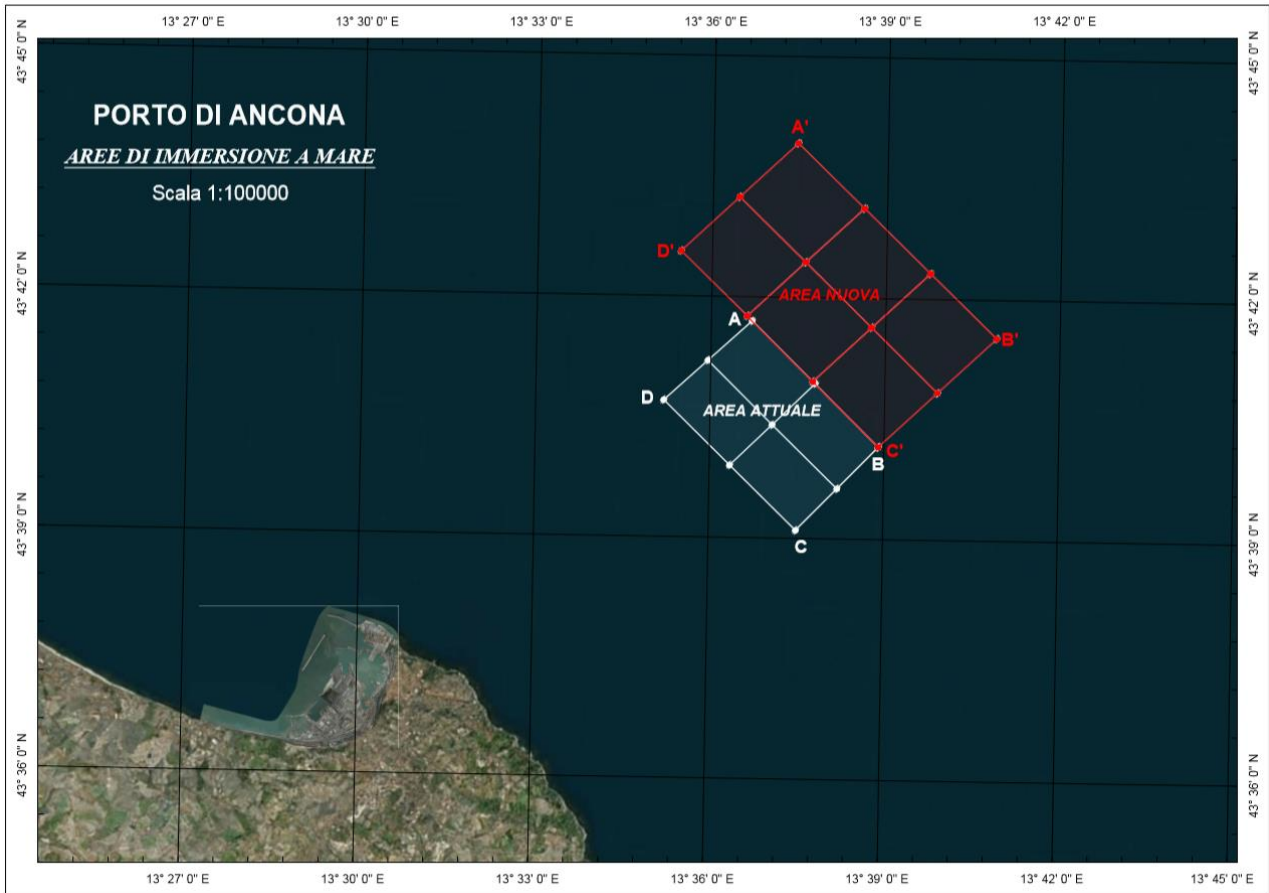 13° 27' 0" E
13° 30' 0" E
13° 33' 0" E
13° 36' 0" E
13° 39' 0" E
13° 42' 0" E
43° 45' 0" N
43° 45' 0" N
PORTO DI ANCONA
AREE DI IMMERSIONE A MARE
Scala 1:100000
A'
D'
43° 42' 0" N
AREA NUOVA
43° 42' 0" N
A
B'
D
AREA ATTUALE
C'
B
43° 39' 0" N
C
43° 39' 0" N
43° 36' 0" N
43° 36' 0" N
13° 27' 0" E
13° 30' 0" E
13° 33' 0" E
13° 36' 0" E
13° 39' 0" E
13° 42' 0" E
13° 45' 0" E